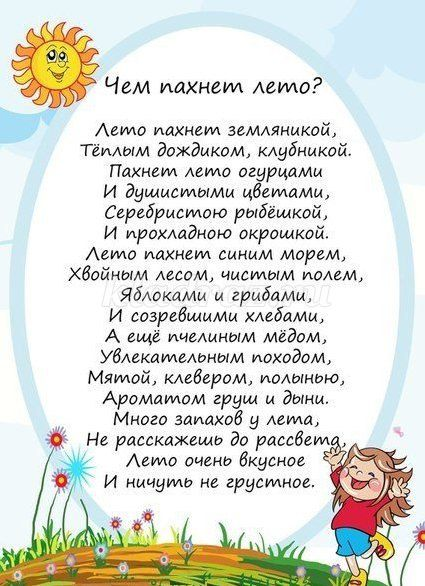 Чем пахнет лето?
Лето пахнет земляникой,
Тёплым дождиком, клубникой.
Пахнет лето огурцами
И душистыми цветами,
Серебристою рыбёшкой,
И прохладною окрошкой.
Лето пахнет синим морем,
Хвойным лесом, чистым полем,
Яблоками и грибами,
И созревшими хлебами,
А ещё пчелиным мёдом,
Увлекательным походом,
Мятой, клевером, полынью,
Ароматом груш и дыни.
Много запахов у лета,
Не расскажешь до рассвета,
Лето очень вкусное
И ничуть не грустное.